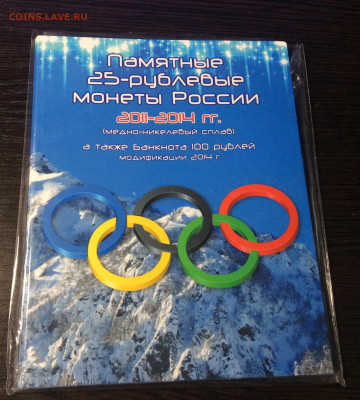 COINS.LAVE.RU
Памятные
25-рублевые
монеты России
2011-2014 гг.
(медно-никелевый сплав)
а также банкнота 100 рублей
модификации 2014 г.